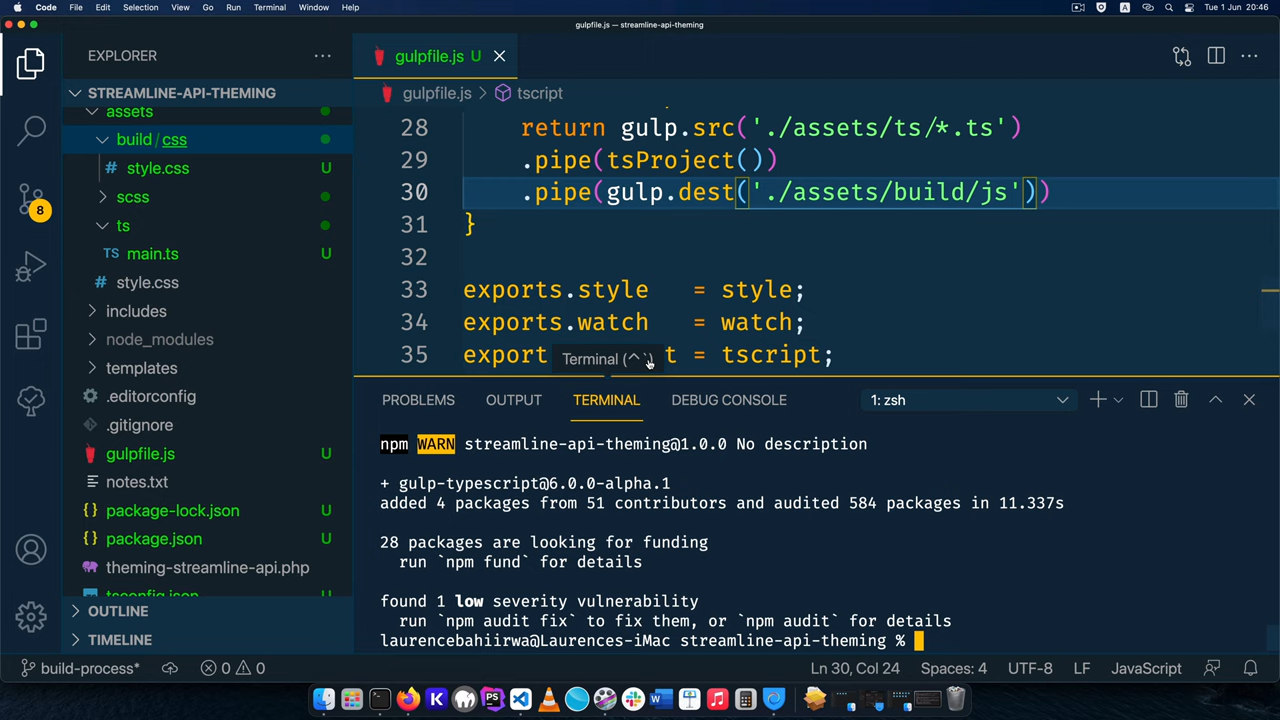 Code File Edit Selection View Go Run Terminal Window Help
A Tue 1 Jun 20:46
gulpfile.js — streamline-api-theming
EXPLORER
gulpfile.js U
STREAMLINE-API-THEMING
gulpfile.js > tscript
assets
build/css
style.css U
scss
ts
main.ts U
style.css
includes
node_modules
templates
.editorconfig
.gitignore
gulpfile.js U
notes.txt
package-lock.json U
package.json U
theming-streamline-api.php
tsconfig.json
OUTLINE
TIMELINE
8
28 return gulp.src('./assets/ts/*.ts')
29 .pipe(tsProject())
30 .pipe(gulp.dest('./assets/build/js'))
31 }
32
33 exports.style = style;
34 exports.watch = watch;
35 export t = tscript;
Terminal (^`)
PROBLEMS OUTPUT TERMINAL DEBUG CONSOLE 1: zsh
npm WARN streamline-api-theming@1.0.0 No description
+ gulp-typescript@6.0.0-alpha.1
added 4 packages from 51 contributors and audited 584 packages in 11.337s
28 packages are looking for funding
run `npm fund` for details
found 1 low severity vulnerability
run `npm audit fix` to fix them, or `npm audit` for details
laurencebahiirwa@Laurences-iMac streamline-api-theming %
build-process* 0 0 Ln 30, Col 24 Spaces: 4 UTF-8 LF JavaScript